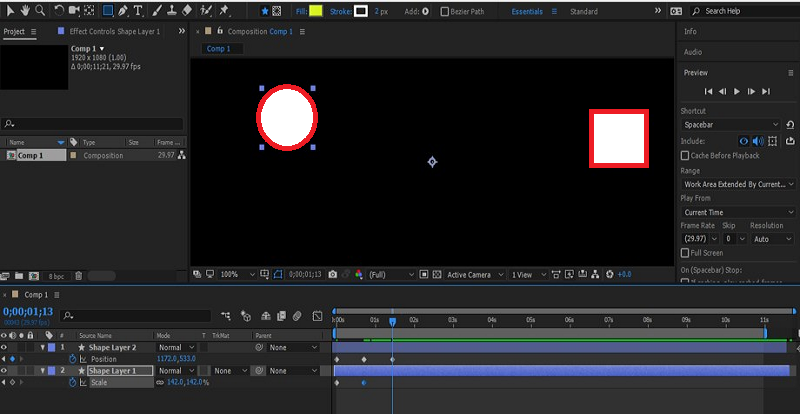 Fill: Stroke: 2 px Add: Bezier Path Essentials Standard Search Help
Project Effect Controls Shape Layer 1
Composition Comp 1
Info
Comp 1
Comp 1
1920 x 1080 (1.00)
Δ 0;00;11;21, 29.97 fps
Audio
Preview
Shortcut
Spacebar
Name Type Size Frame...
Include:
Comp 1 Composition 29.97
Cache Before Playback
Range
Work Area Extended By Current...
Play From
Current Time
Frame Rate Skip Resolution
(29.97) 0 Auto
Full Screen
8 bpc
100% 0;00;01;13 (Full) Active Camera 1 View +0.0
On (Spacebar) Stop:
Comp 1
0;00;01;13
00043 (29.97 fps)
:00s 01s 02s 03s 04s 05s 06s 07s 08s 09s 10s 11s
# Source Name Mode T TrkMat Parent
1 Shape Layer 2 Normal None
Position 1172.0,533.0
2 Shape Layer 1 Normal None None
Scale 142.0,142.0%